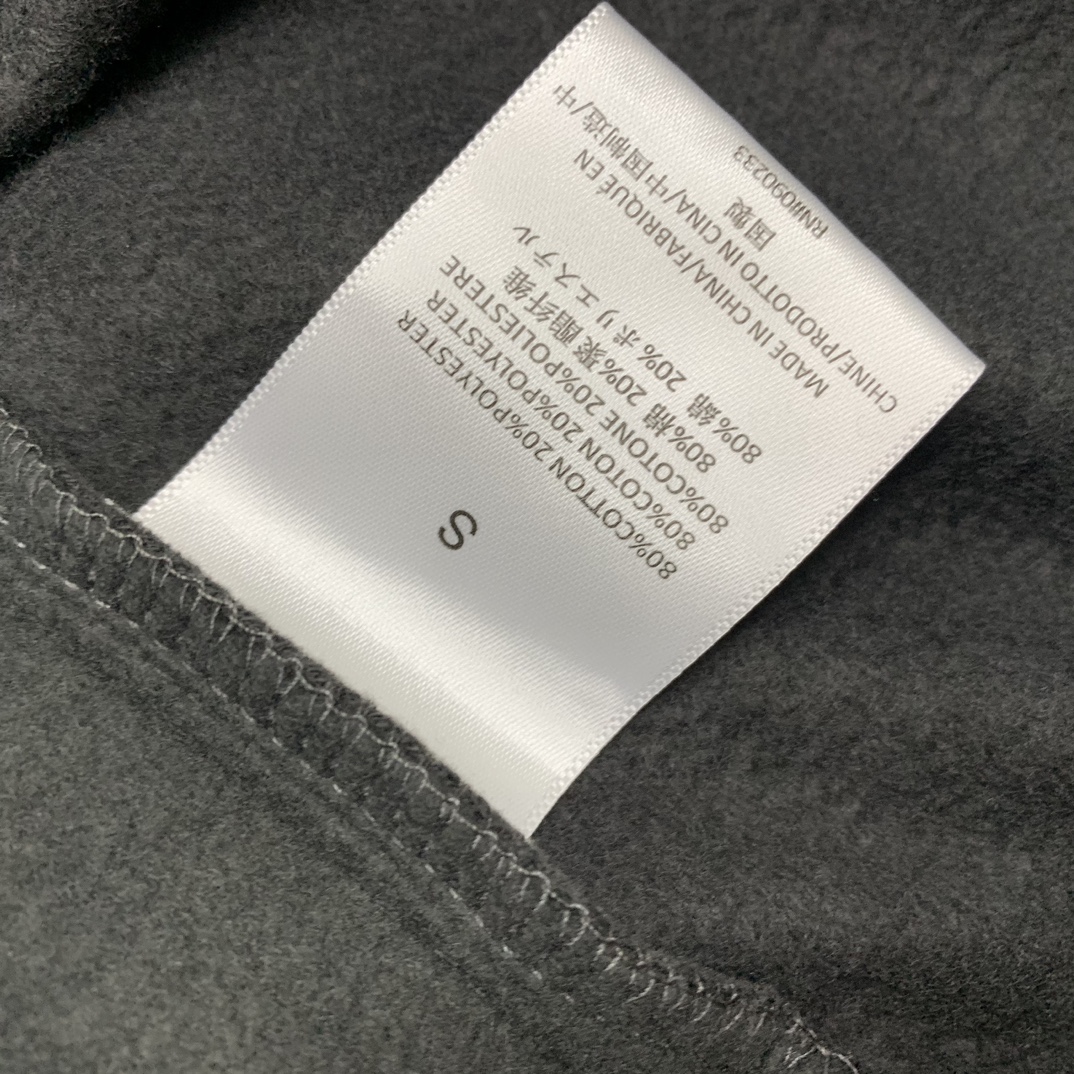 S
80%COTTON 20%POLYESTER
80%COTON 20%POLYESTER
80%COTONE 20%POLIESTERE
80%棉 20%聚酯纤维
80%綿 20%ポリエステル
MADE IN CHINA/FABRIQUÉ EN
CHINE/PRODOTTO IN CINA/中国制造/中
国製
RN#090233